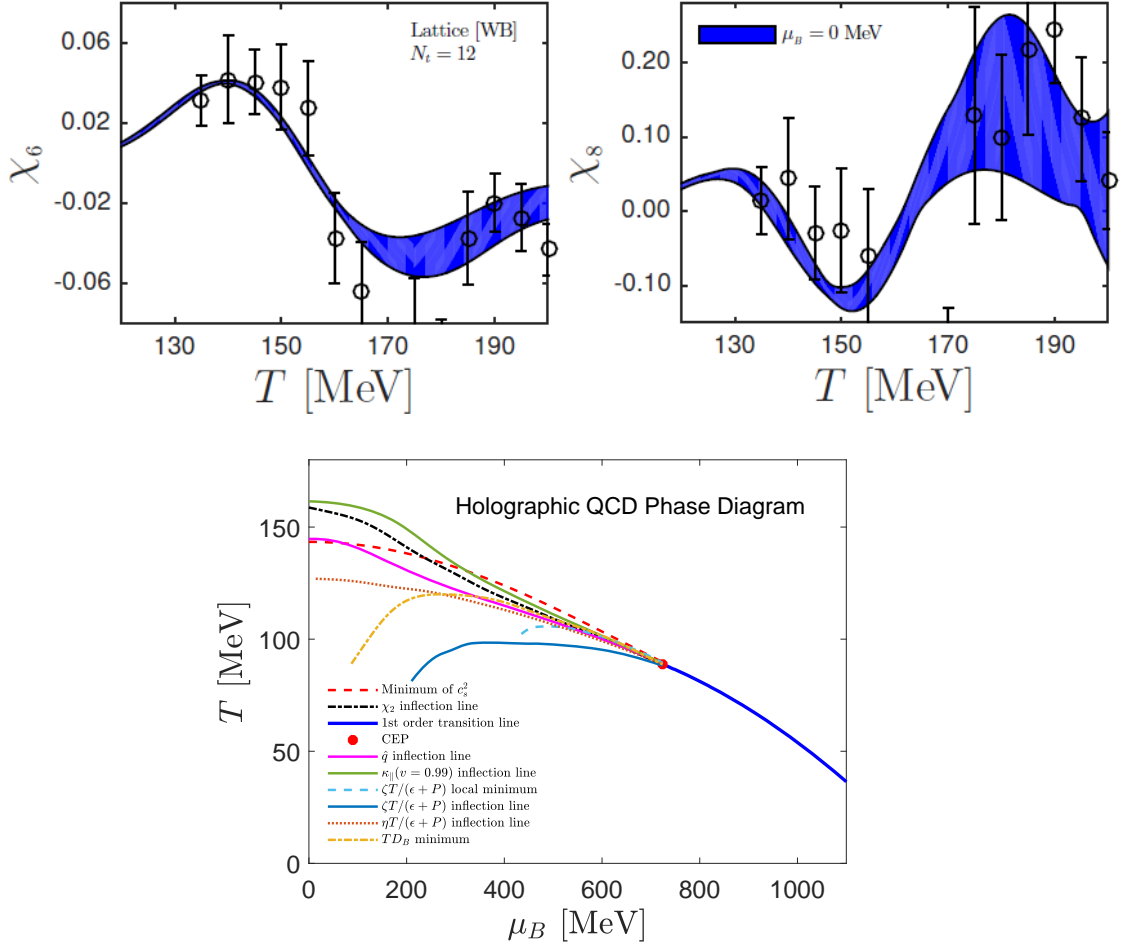 0.06
0.02
-0.02
-0.06
χ₆
Lattice [WB]
Nₜ = 12
130
150
170
190
T [MeV]
0.20
0.10
0.00
-0.10
χ₈
μ_B = 0 MeV
130
150
170
190
T [MeV]
Holographic QCD Phase Diagram
150
100
50
0
T [MeV]
Minimum of c_s²
χ₂ inflection line
1st order transition line
CEP
q̂ inflection line
κ_∥(v = 0.99) inflection line
ζT/(ϵ + P) local minimum
ζT/(ϵ + P) inflection line
ηT/(ϵ + P) inflection line
TD_B minimum
0
200
400
600
800
1000
μ_B [MeV]